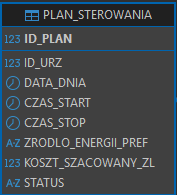 PLAN_STEROWANIA
123 ID_PLAN
123 ID_URZ
DATA_DNIA
CZAS_START
CZAS_STOP
A-Z ZRODLO_ENERGII_PREF
123 KOSZT_SZACOWANY_ZL
A-Z STATUS